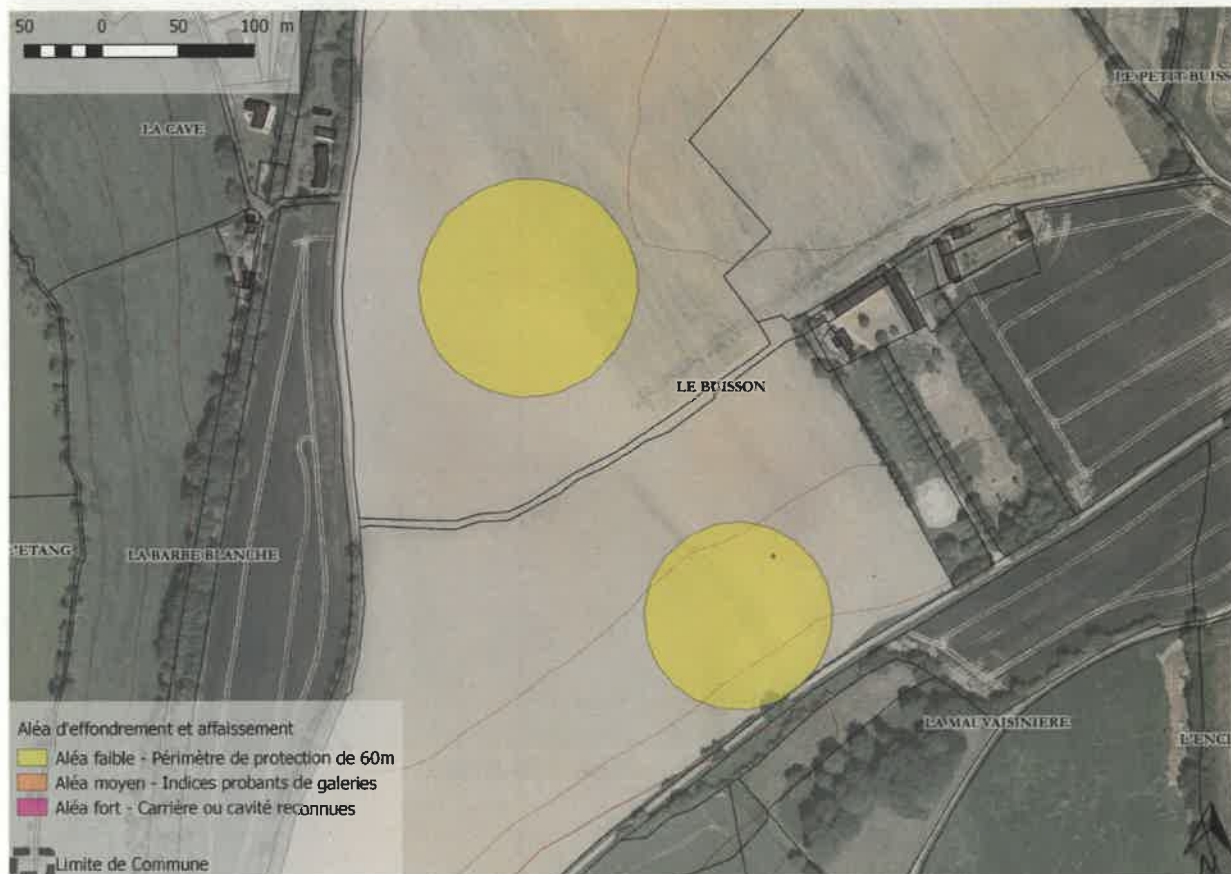 50 0 50 100 m
LE PETIT BUISS
LA CAVE
LE BUISSON
L'ETANG
LA BARBE BLANCHE
LA MAUVAISINIERE
L'ENCL
Aléa d'effondrement et affaissement
Aléa faible - Périmètre de protection de 60m
Aléa moyen - Indices probants de galeries
Aléa fort - Carrière ou cavité reconnues
Limite de Commune
N